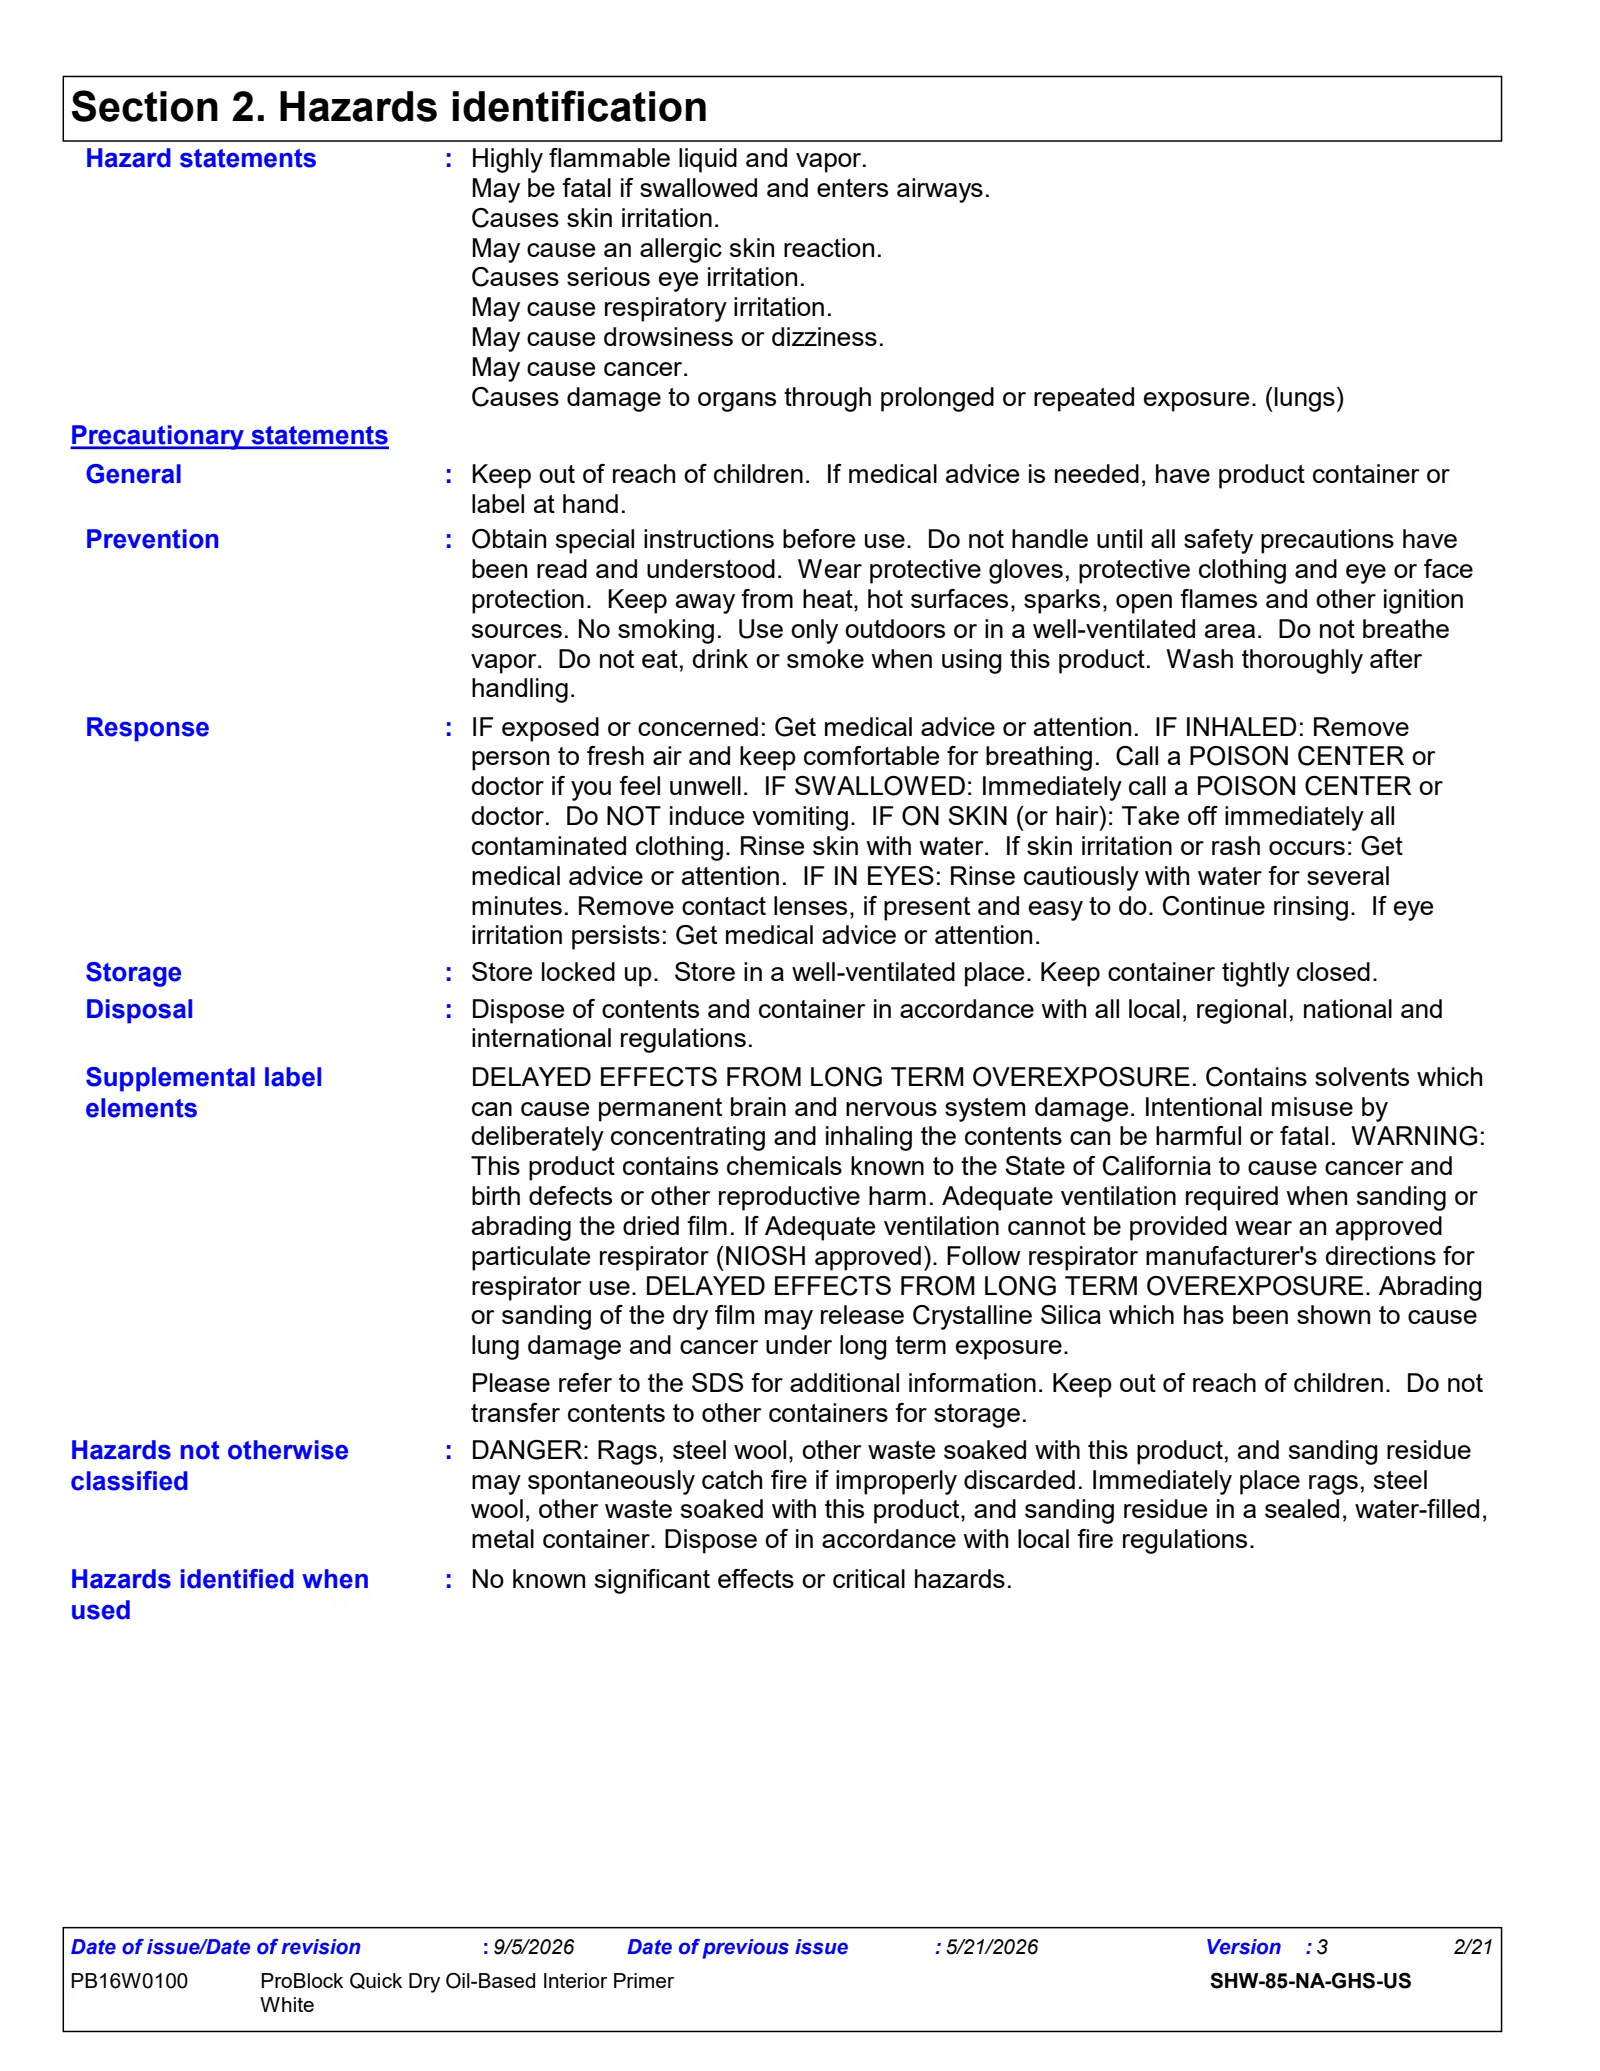 Section 2. Hazards identification
Hazard statements : Highly flammable liquid and vapor.
May be fatal if swallowed and enters airways.
Causes skin irritation.
May cause an allergic skin reaction.
Causes serious eye irritation.
May cause respiratory irritation.
May cause drowsiness or dizziness.
May cause cancer.
Causes damage to organs through prolonged or repeated exposure. (lungs)
Precautionary statements
General : Keep out of reach of children.  If medical advice is needed, have product container or
label at hand.
Prevention : Obtain special instructions before use.  Do not handle until all safety precautions have
been read and understood.  Wear protective gloves, protective clothing and eye or face
protection.  Keep away from heat, hot surfaces, sparks, open flames and other ignition
sources. No smoking.  Use only outdoors or in a well-ventilated area.  Do not breathe
vapor.  Do not eat, drink or smoke when using this product.  Wash thoroughly after
handling.
Response : IF exposed or concerned: Get medical advice or attention.  IF INHALED: Remove
person to fresh air and keep comfortable for breathing.  Call a POISON CENTER or
doctor if you feel unwell.  IF SWALLOWED: Immediately call a POISON CENTER or
doctor.  Do NOT induce vomiting.  IF ON SKIN (or hair): Take off immediately all
contaminated clothing. Rinse skin with water.  If skin irritation or rash occurs: Get
medical advice or attention.  IF IN EYES: Rinse cautiously with water for several
minutes. Remove contact lenses, if present and easy to do. Continue rinsing.  If eye
irritation persists: Get medical advice or attention.
Storage : Store locked up.  Store in a well-ventilated place. Keep container tightly closed.
Disposal : Dispose of contents and container in accordance with all local, regional, national and
international regulations.
Supplemental label DELAYED EFFECTS FROM LONG TERM OVEREXPOSURE. Contains solvents which
elements can cause permanent brain and nervous system damage. Intentional misuse by
deliberately concentrating and inhaling the contents can be harmful or fatal.  WARNING:
This product contains chemicals known to the State of California to cause cancer and
birth defects or other reproductive harm. Adequate ventilation required when sanding or
abrading the dried film. If Adequate ventilation cannot be provided wear an approved
particulate respirator (NIOSH approved). Follow respirator manufacturer's directions for
respirator use. DELAYED EFFECTS FROM LONG TERM OVEREXPOSURE. Abrading
or sanding of the dry film may release Crystalline Silica which has been shown to cause
lung damage and cancer under long term exposure.
Please refer to the SDS for additional information. Keep out of reach of children.  Do not
transfer contents to other containers for storage.
Hazards not otherwise : DANGER: Rags, steel wool, other waste soaked with this product, and sanding residue
classified may spontaneously catch fire if improperly discarded. Immediately place rags, steel
wool, other waste soaked with this product, and sanding residue in a sealed, water-filled,
metal container. Dispose of in accordance with local fire regulations.
Hazards identified when : No known significant effects or critical hazards.
used
Date of issue/Date of revision : 9/5/2026 Date of previous issue : 5/21/2026 Version : 3 2/21
PB16W0100 ProBlock Quick Dry Oil-Based Interior Primer SHW-85-NA-GHS-US
White